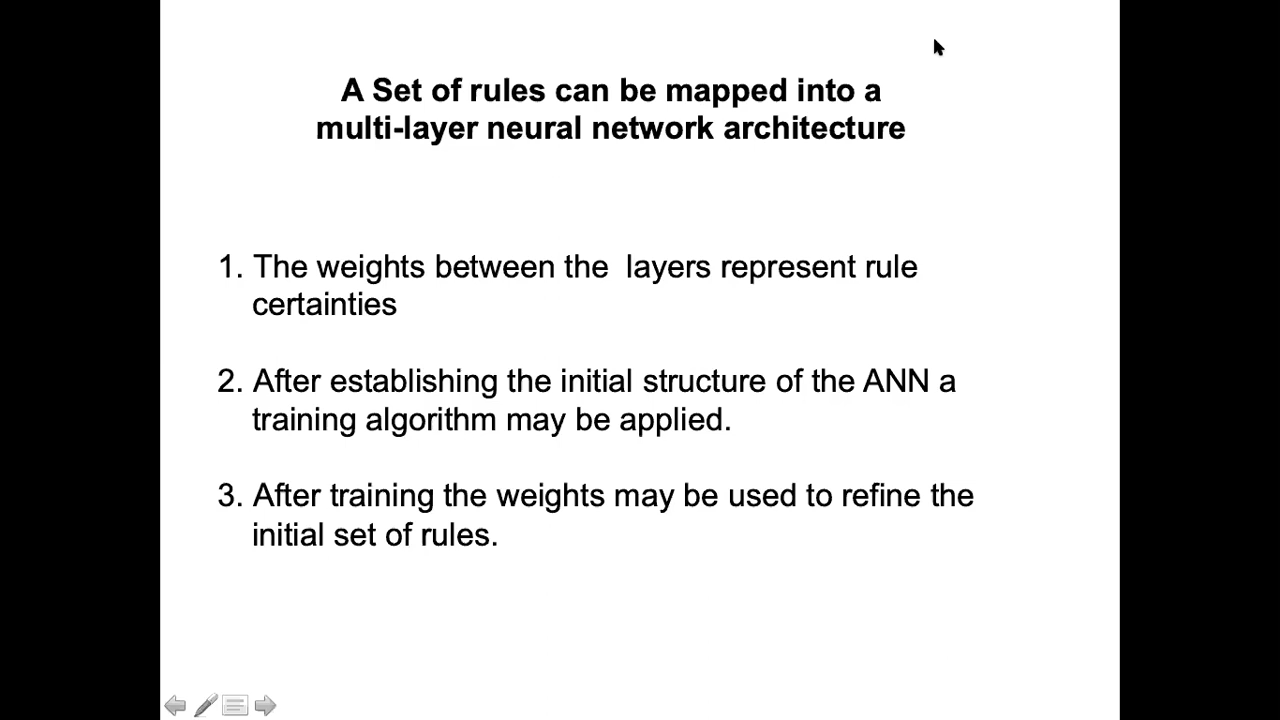 A Set of rules can be mapped into a
multi-layer neural network architecture
1. The weights between the  layers represent rule
certainties
2. After establishing the initial structure of the ANN a
training algorithm may be applied.
3. After training the weights may be used to refine the
initial set of rules.